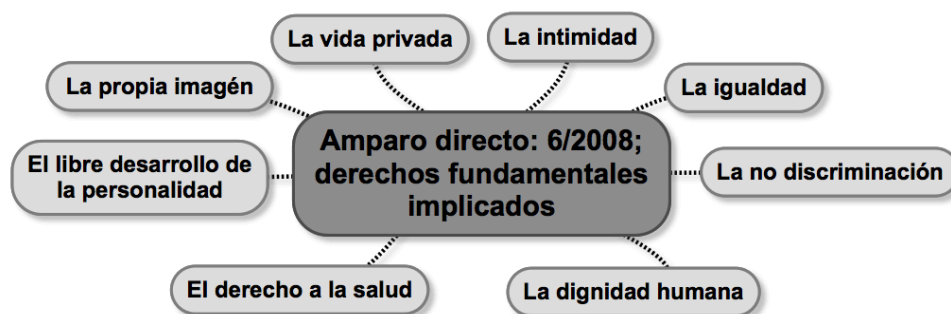 La vida privada
La intimidad
La propia imagén
La igualdad
Amparo directo: 6/2008;
derechos fundamentales
implicados
El libre desarrollo de
la personalidad
La no discriminación
El derecho a la salud
La dignidad humana